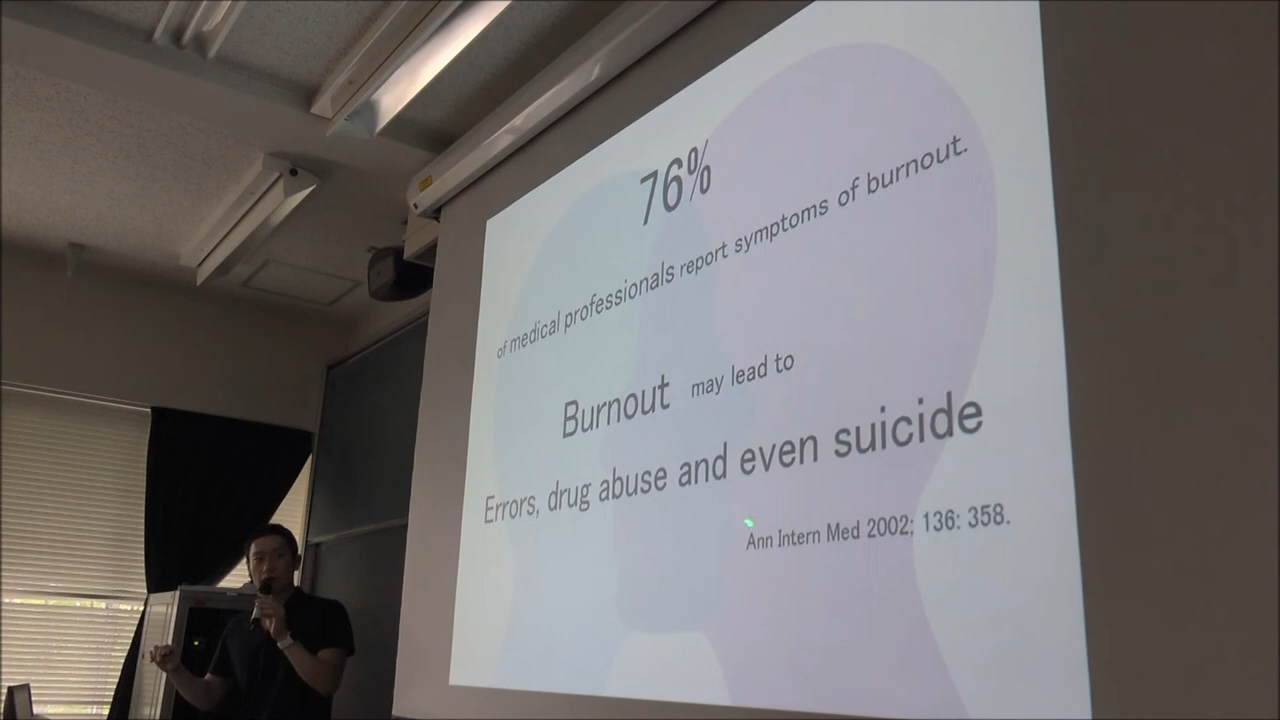 76%
of medical professionals report symptoms of burnout.
Burnout may lead to
Errors, drug abuse and even suicide
Ann Intern Med 2002; 136: 358.